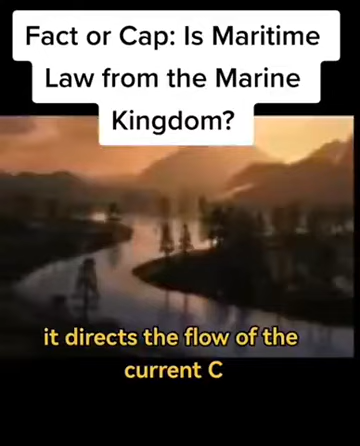 Fact or Cap: Is Maritime
Law from the Marine
Kingdom?
it directs the flow of the
current C